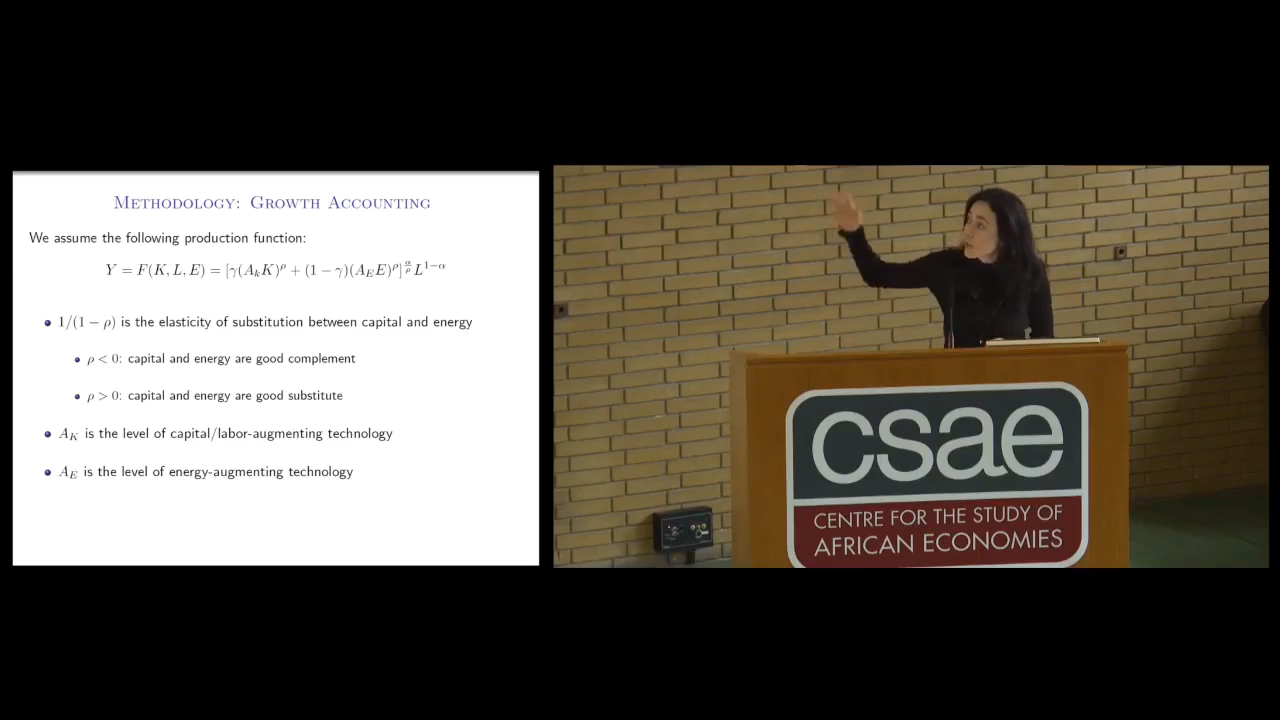 METHODOLOGY: GROWTH ACCOUNTING
We assume the following production function:
Y = F(K, L, E) = [γ(A_k K)^ρ + (1 − γ)(A_E E)^ρ]^{α/ρ} L^{1−α}
1/(1 − ρ) is the elasticity of substitution between capital and energy
ρ < 0: capital and energy are good complement
ρ > 0: capital and energy are good substitute
A_K is the level of capital/labor-augmenting technology
A_E is the level of energy-augmenting technology
csae
CENTRE FOR THE STUDY OF
AFRICAN ECONOMIES